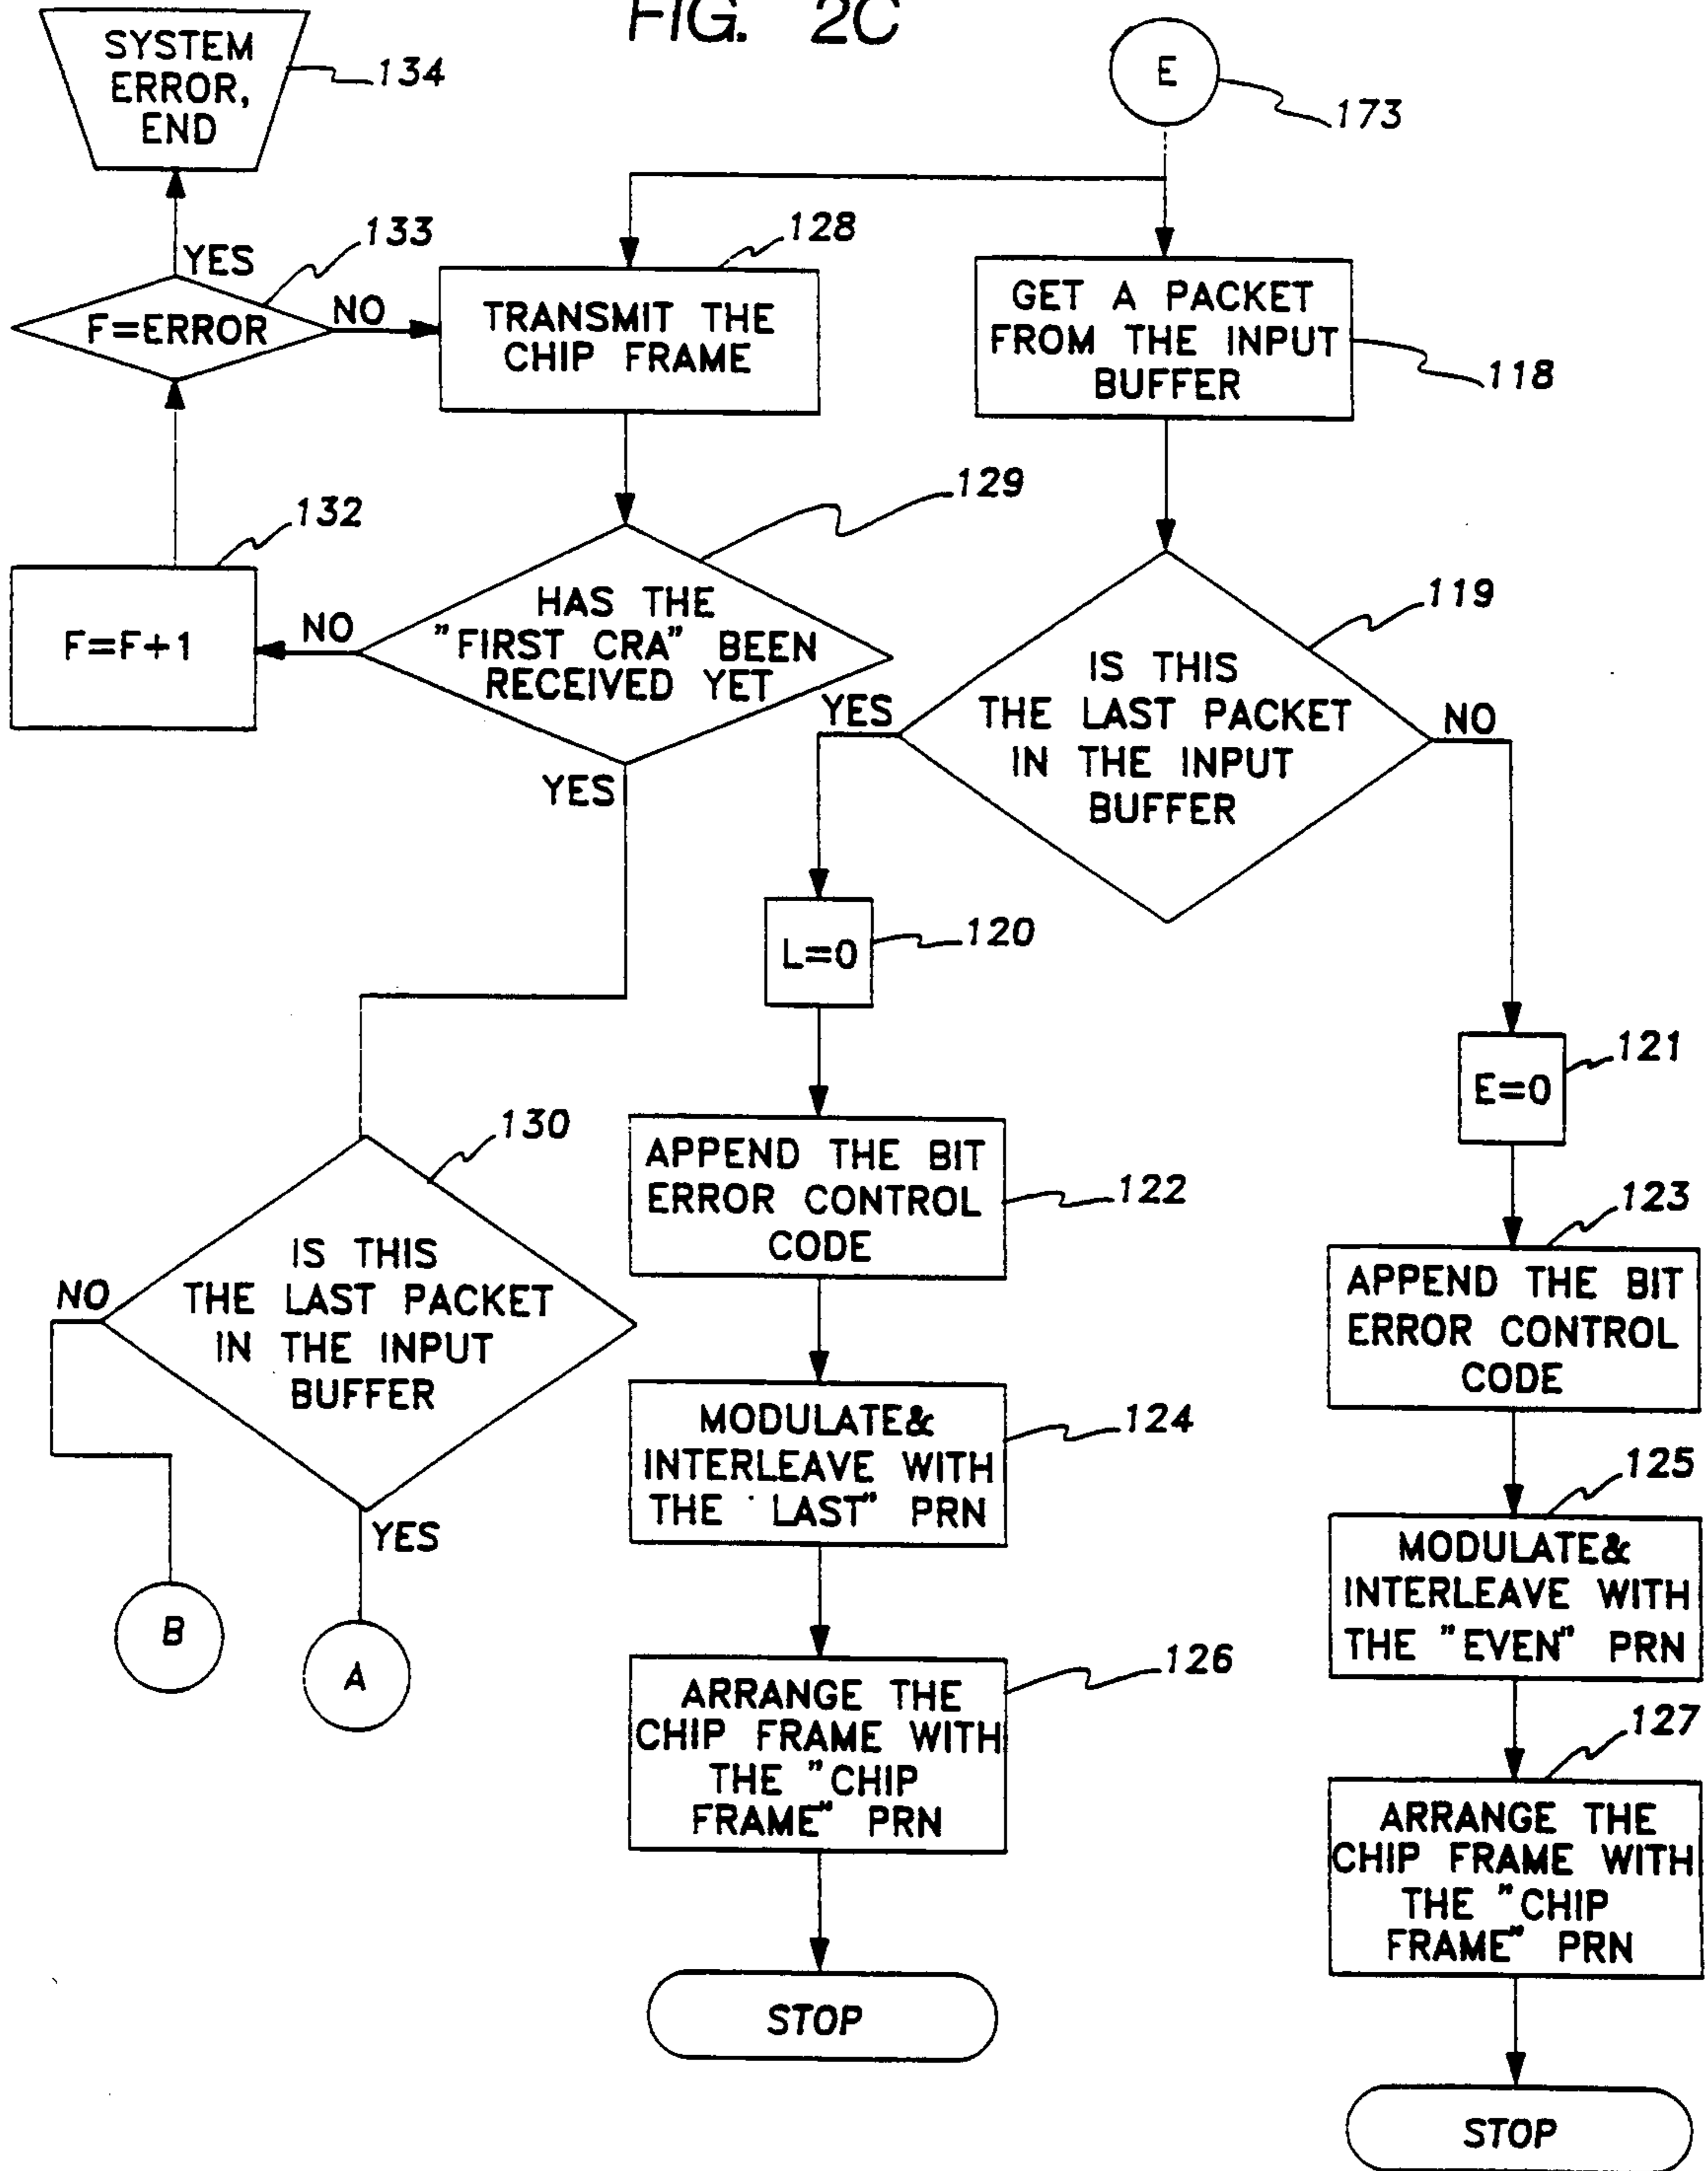 FIG. 2C
SYSTEM
ERROR,
END
134
E
173
YES
133
F=ERROR
NO
128
TRANSMIT THE
CHIP FRAME
GET A PACKET
FROM THE INPUT
BUFFER
118
132
F=F+1
NO
129
HAS THE
"FIRST CRA" BEEN
RECEIVED YET
YES
119
IS THIS
THE LAST PACKET
IN THE INPUT
BUFFER
YES
NO
L=0
120
E=0
121
130
IS THIS
THE LAST PACKET
IN THE INPUT
BUFFER
NO
YES
B
A
APPEND THE BIT
ERROR CONTROL
CODE
122
123
APPEND THE BIT
ERROR CONTROL
CODE
MODULATE&
INTERLEAVE WITH
THE ' LAST" PRN
124
125
MODULATE&
INTERLEAVE WITH
THE "EVEN" PRN
ARRANGE THE
CHIP FRAME WITH
THE "CHIP
FRAME" PRN
126
127
ARRANGE THE
CHIP FRAME WITH
THE "CHIP
FRAME" PRN
STOP
STOP